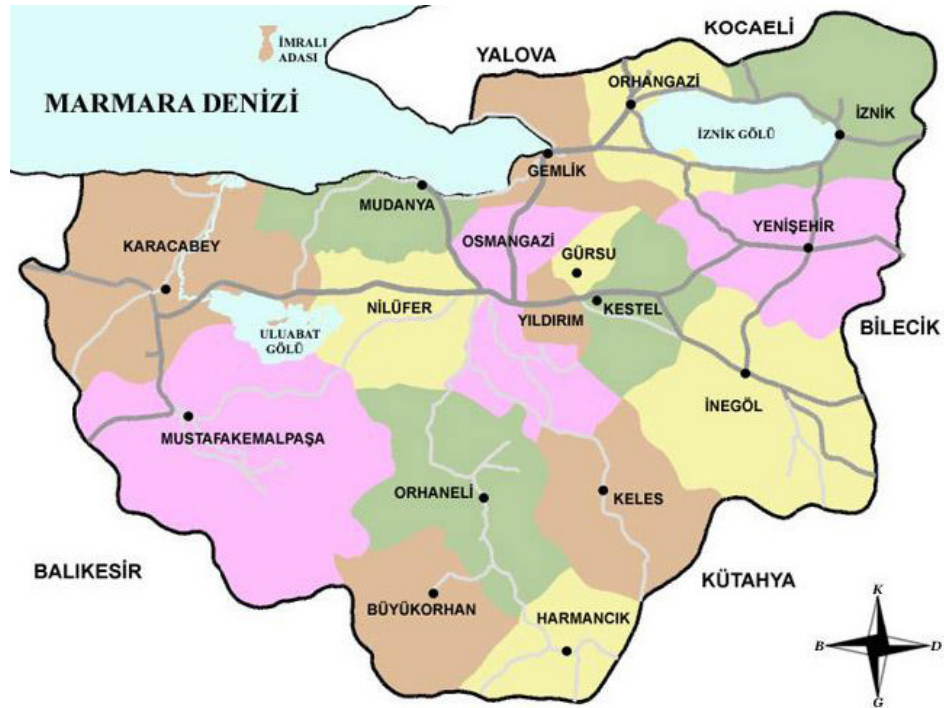 KOCAELİ
İMRALI
ADASI
YALOVA
ORHANGAZİ
MARMARA DENİZİ
İZNİK
İZNİK GÖLÜ
GEMLİK
MUDANYA
YENİŞEHİR
OSMANGAZİ
KARACABEY
GÜRSU
NİLÜFER
KESTEL
YILDIRIM
BİLECİK
ULUABAT
GÖLÜ
İNEGÖL
MUSTAFAKEMALPAŞA
ORHANELİ
KELES
BALIKESİR
KÜTAHYA
BÜYÜKORHAN
HARMANCIK
K
B
D
G